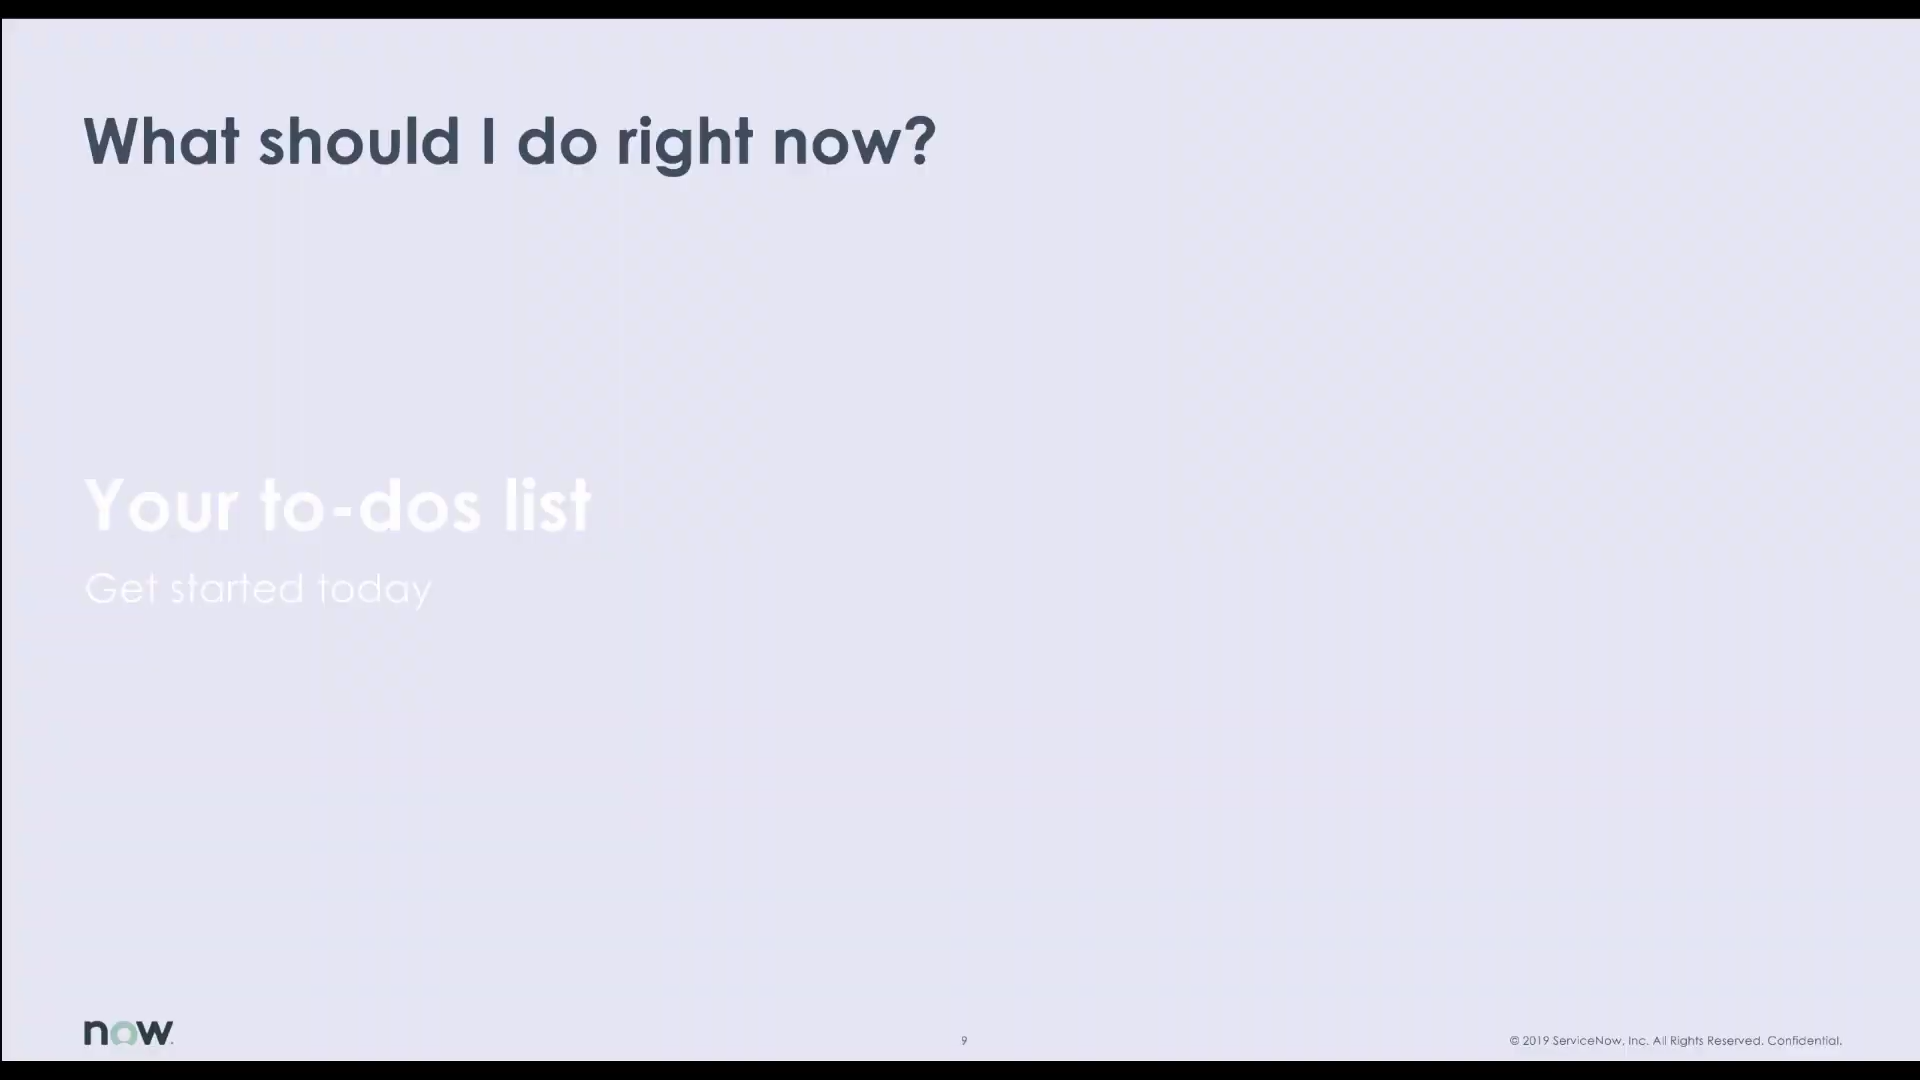 What should I do right now?
Your to-dos list
Get started today
now.
9
© 2019 ServiceNow, Inc. All Rights Reserved. Confidential.